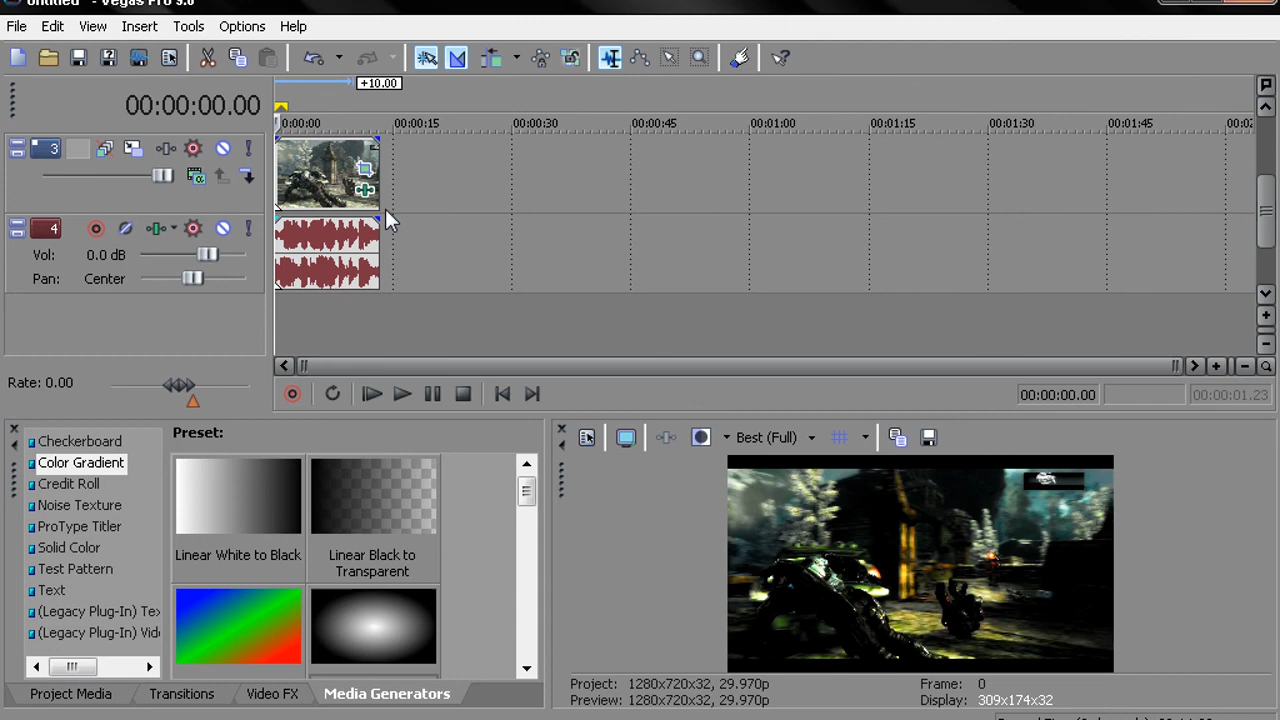 Untitled * - Vegas Pro 9.0
File Edit View Insert Tools Options Help
+10.00
00:00:00.00
0:00:00 00:00:15 00:00:30 00:00:45 00:01:00 00:01:15 00:01:30 00:01:45 00:02
3
4
Vol: 0.0 dB
Pan: Center
Rate: 0.00
00:00:00.00
00:00:01.23
Checkerboard
Color Gradient
Credit Roll
Noise Texture
ProType Titler
Solid Color
Test Pattern
Text
(Legacy Plug-In) Tex
(Legacy Plug-In) Vid
Preset:
Linear White to Black
Linear Black to
Transparent
Project Media Transitions Video FX Media Generators
Best (Full)
Project: 1280x720x32, 29.970p
Preview: 1280x720x32, 29.970p
Frame: 0
Display: 309x174x32